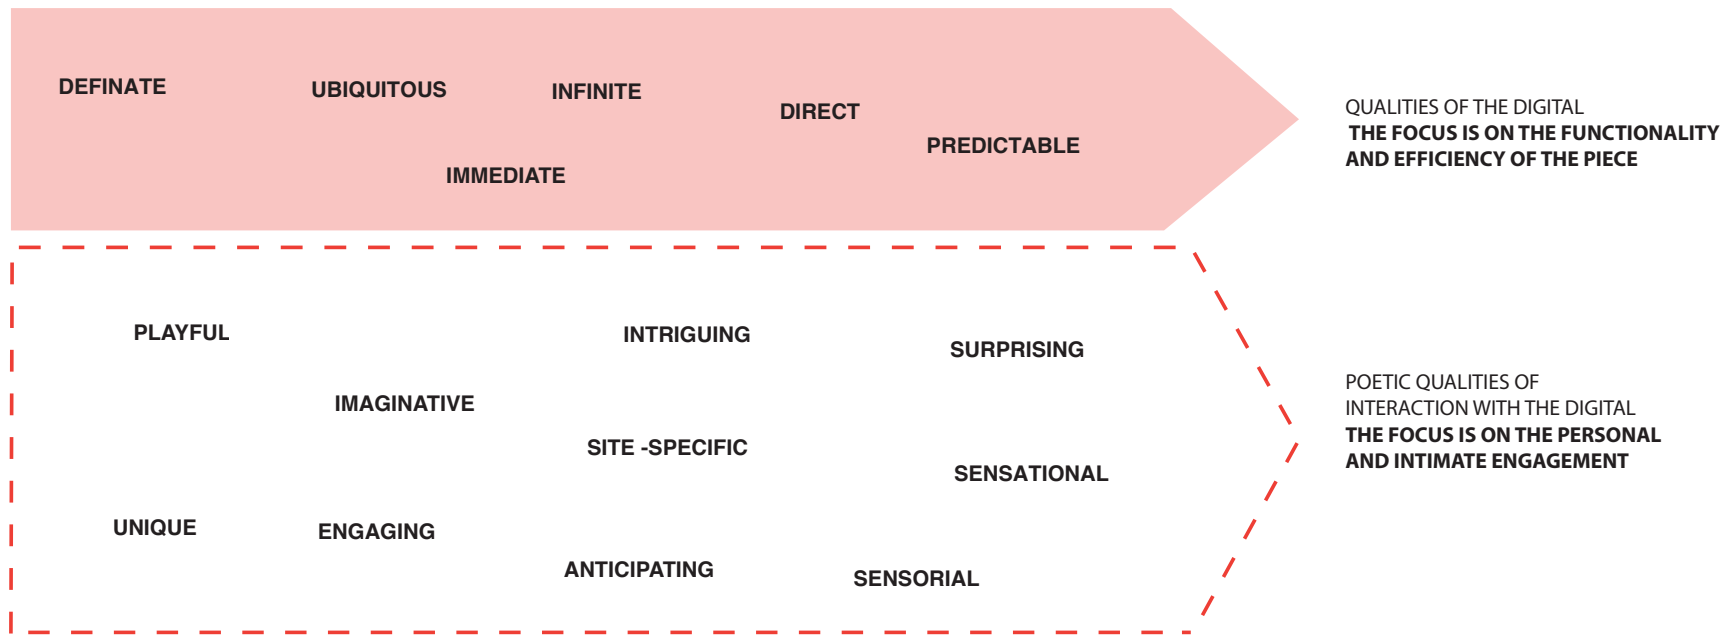 DEFINATE
UBIQUITOUS
INFINITE
DIRECT
PREDICTABLE
IMMEDIATE
QUALITIES OF THE DIGITAL
THE FOCUS IS ON THE FUNCTIONALITY
AND EFFICIENCY OF THE PIECE
PLAYFUL
INTRIGUING
SURPRISING
IMAGINATIVE
SITE -SPECIFIC
SENSATIONAL
UNIQUE
ENGAGING
ANTICIPATING
SENSORIAL
POETIC QUALITIES OF
INTERACTION WITH THE DIGITAL
THE FOCUS IS ON THE PERSONAL
AND INTIMATE ENGAGEMENT